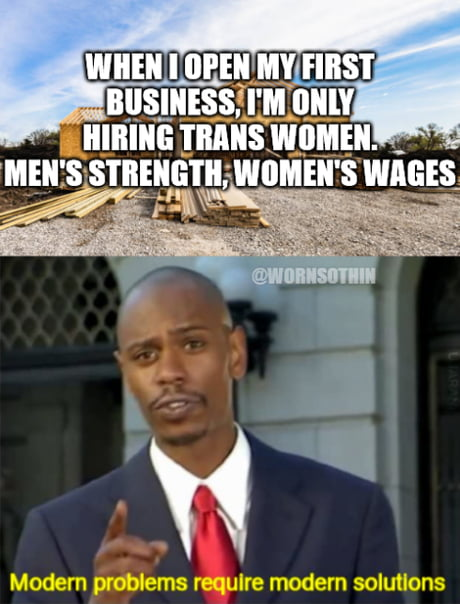 WHEN I OPEN MY FIRST
BUSINESS, I'M ONLY
HIRING TRANS WOMEN.
MEN'S STRENGTH, WOMEN'S WAGES
@WORNSOTHIN
Modern problems require modern solutions